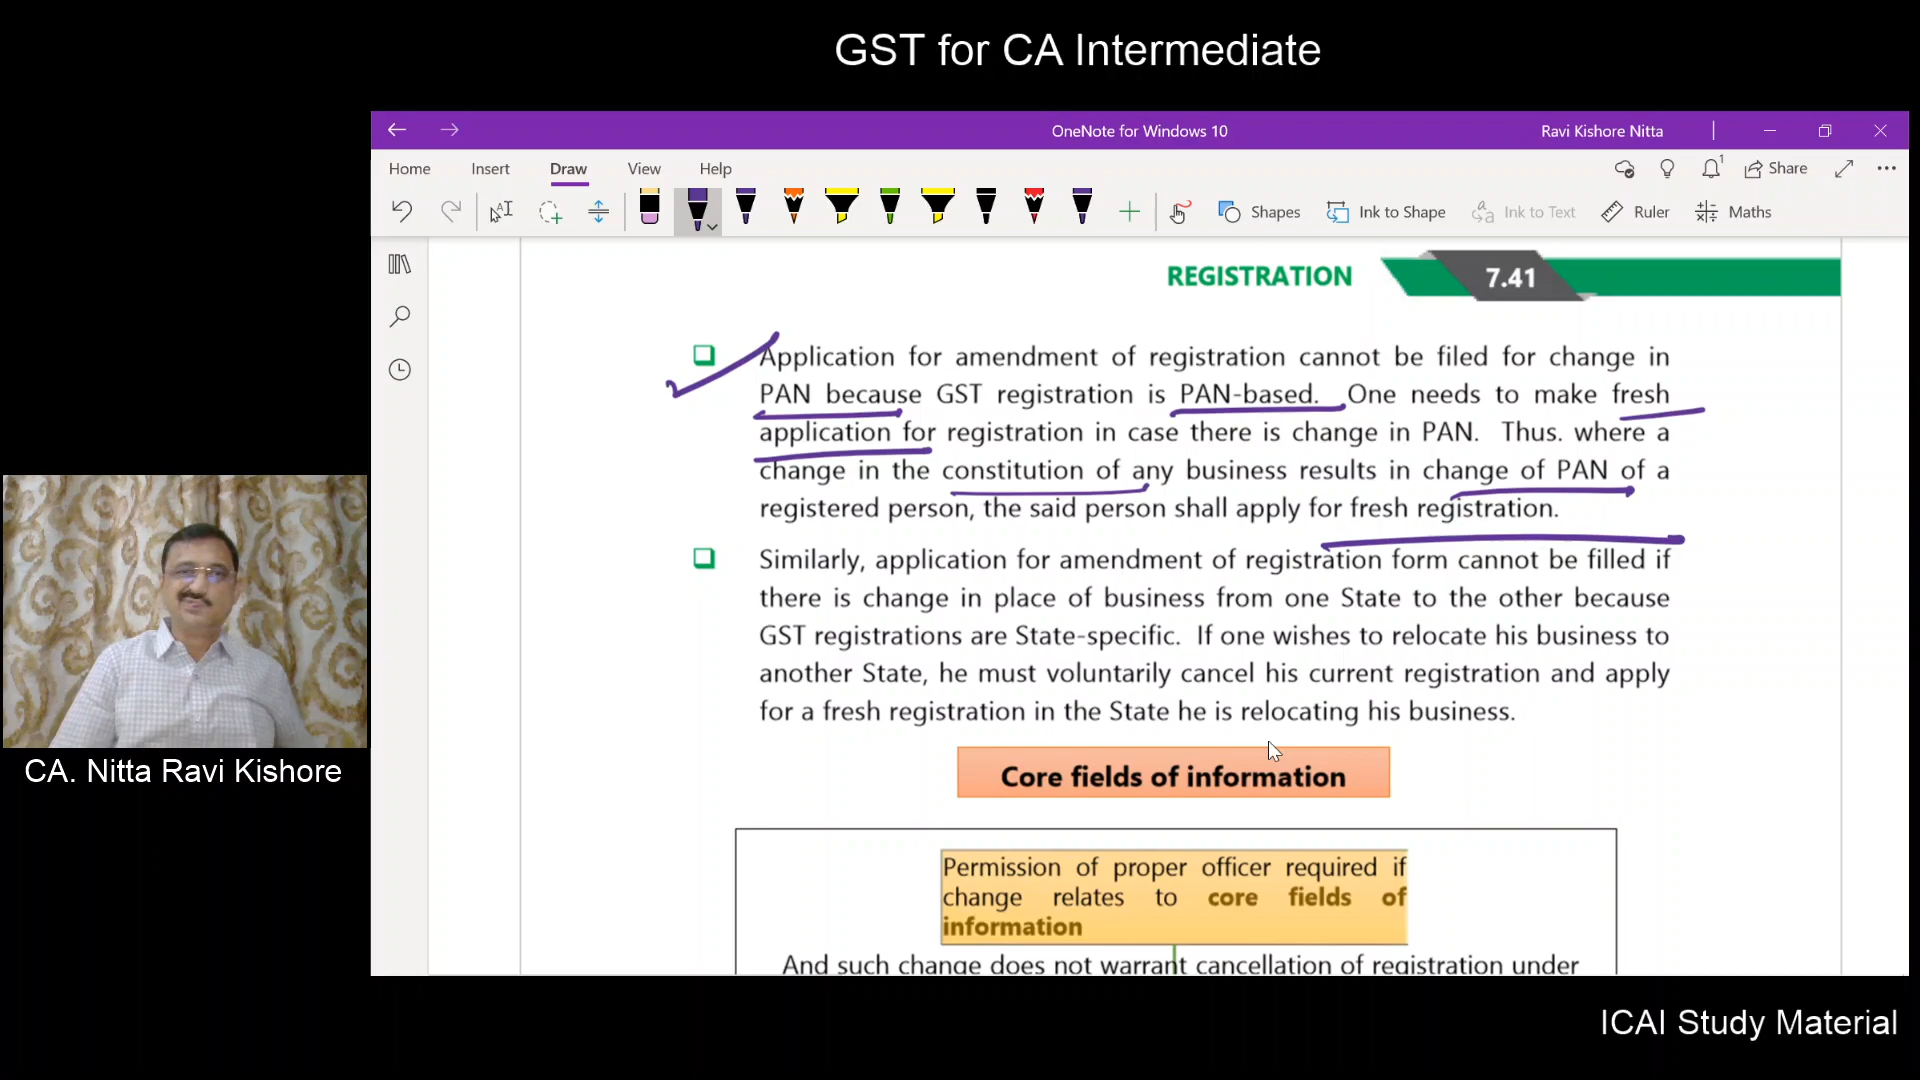 GST for CA Intermediate
OneNote for Windows 10
Ravi Kishore Nitta
Home Insert Draw View Help
1
Share
Shapes
Ink to Shape
Ink to Text
Ruler
Maths
REGISTRATION 7.41
Application for amendment of registration cannot be filed for change in
PAN because GST registration is PAN-based. One needs to make fresh
application for registration in case there is change in PAN. Thus. where a
change in the constitution of any business results in change of PAN of a
registered person, the said person shall apply for fresh registration.
Similarly, application for amendment of registration form cannot be filled if
there is change in place of business from one State to the other because
GST registrations are State-specific. If one wishes to relocate his business to
another State, he must voluntarily cancel his current registration and apply
for a fresh registration in the State he is relocating his business.
Core fields of information
Permission of proper officer required if
change relates to core fields of
information
And such change does not warrant cancellation of registration under
CA. Nitta Ravi Kishore
ICAI Study Material